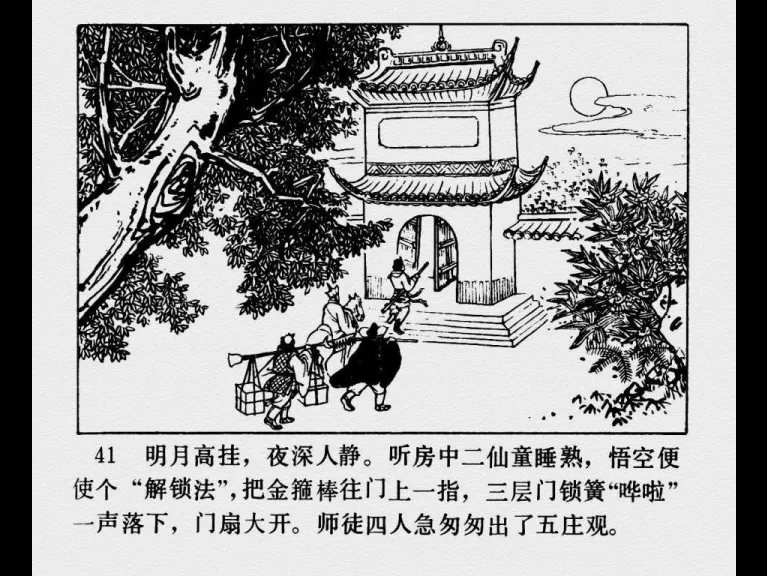 41 明月高挂，夜深人静。听房中二仙童睡熟，悟空便
使个“解锁法”，把金箍棒往门上一指，三层门锁簧“哗啦”
一声落下，门扇大开。师徒四人急匆匆出了五庄观。